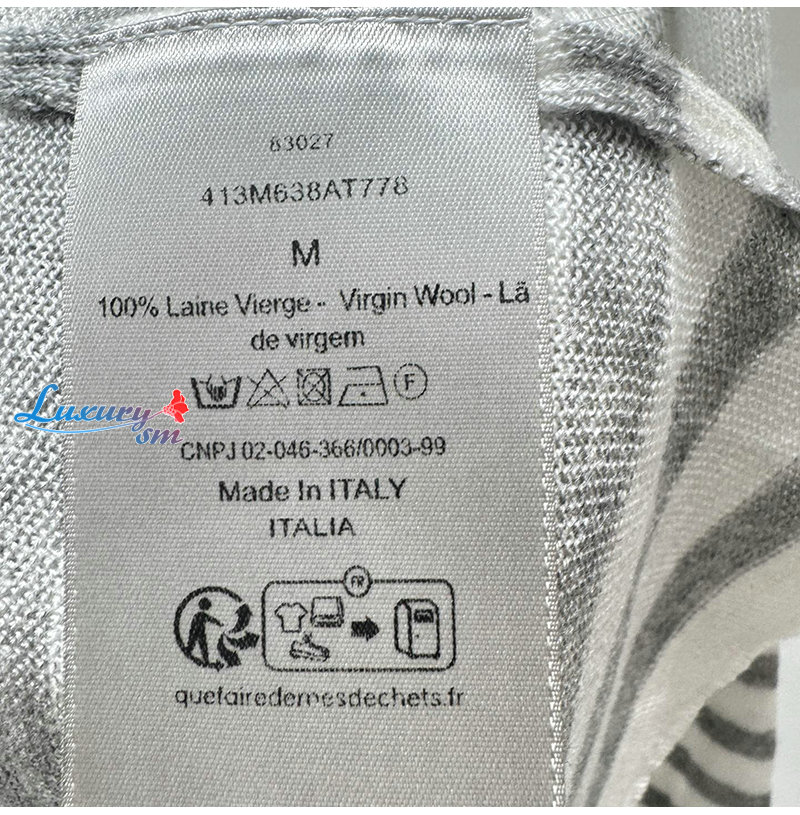 83027
413M638AT778
M
100% Laine Vierge - Virgin Wool - Lã
de virgem
F
Luxury
sm
CNPJ 02-046-366/0003-99
Made In ITALY
ITALIA
FR
quefairedemesdechets.fr